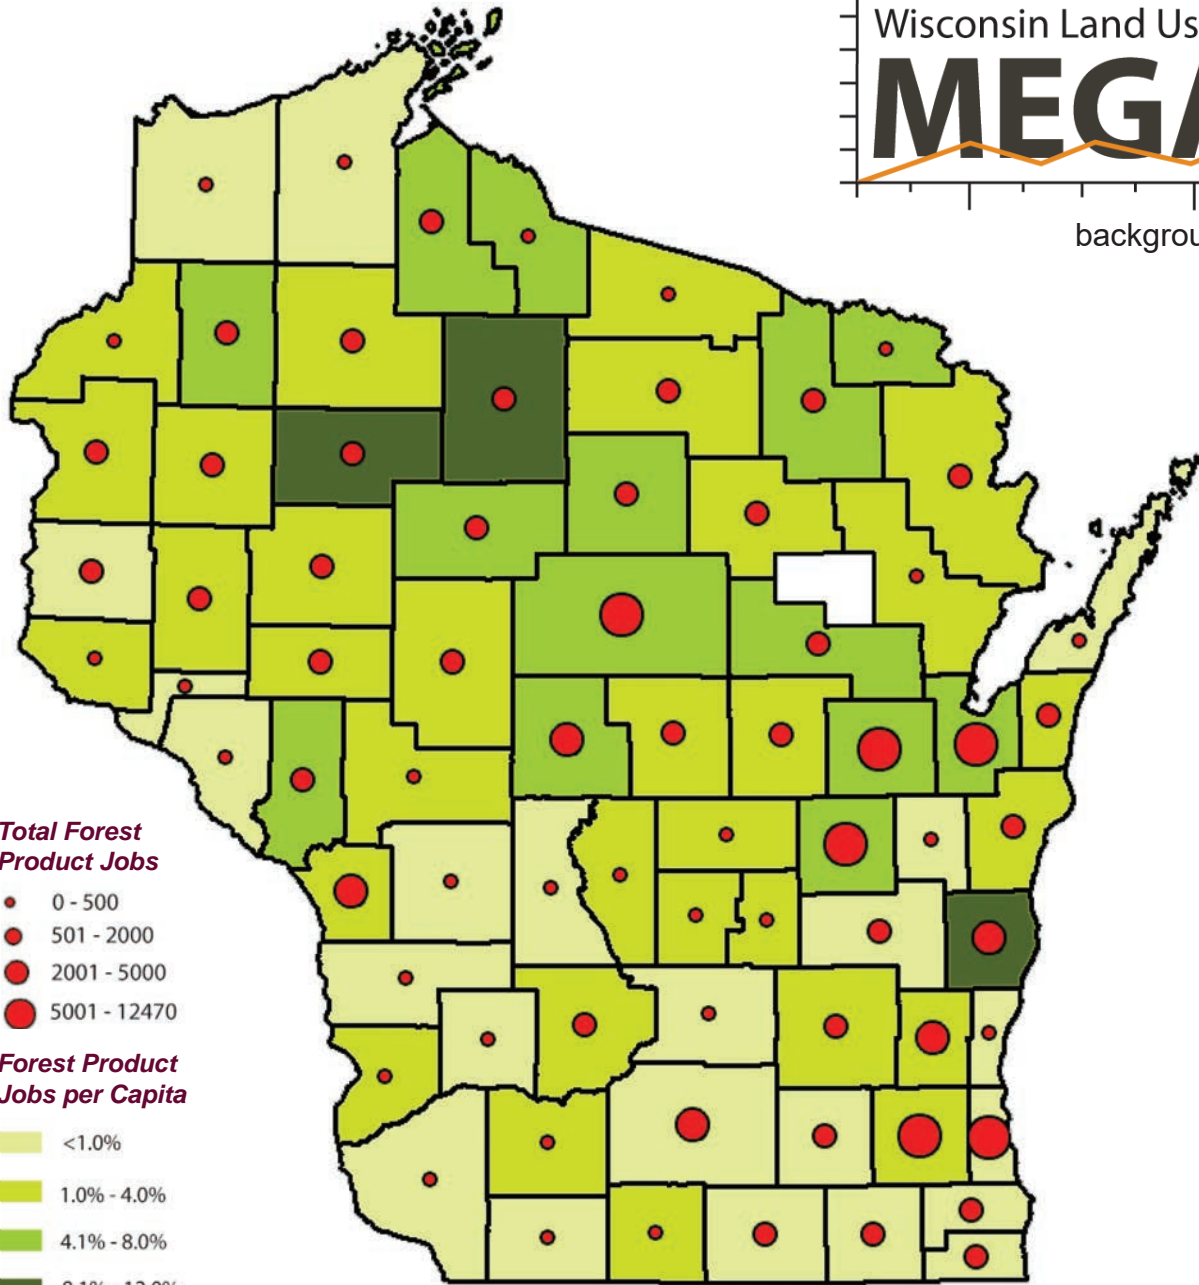 Wisconsin Land Us
MEGA
backgrou
Total Forest
Product Jobs
0 - 500
501 - 2000
2001 - 5000
5001 - 12470
Forest Product
Jobs per Capita
<1.0%
1.0% - 4.0%
4.1% - 8.0%